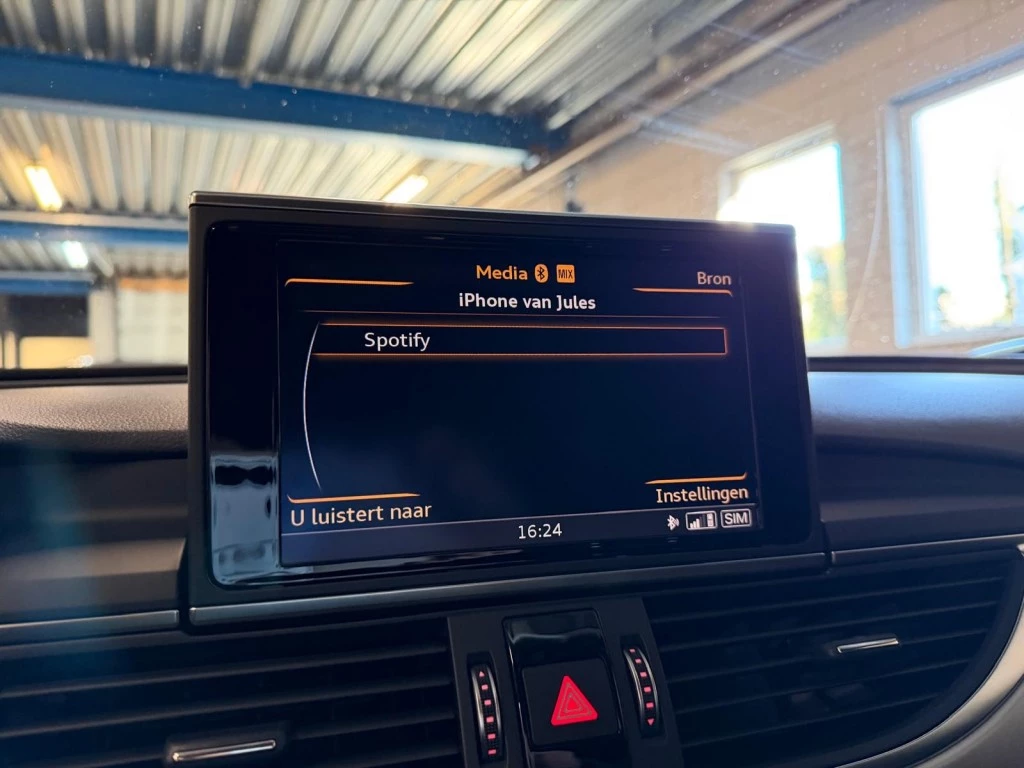 Media MIX
Bron
iPhone van Jules
Spotify
Instellingen
U luistert naar
16:24
SIM